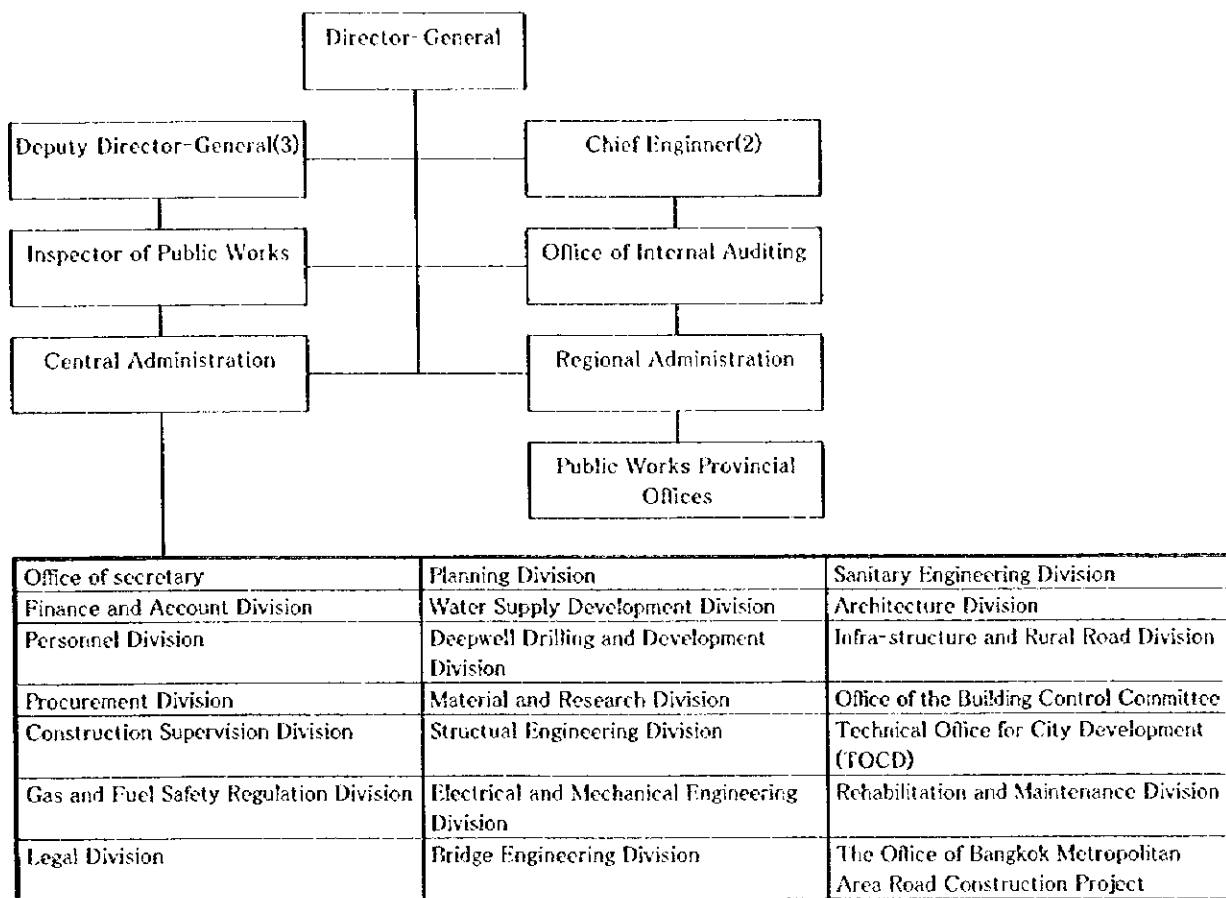 Director-General
Deputy Director-General(3)
Chief Enginner(2)
Inspector of Public Works
Office of Internal Auditing
Central Administration
Regional Administration
Public Works Provincial
Offices
Office of secretary
Planning Division
Sanitary Engineering Division
Finance and Account Division
Water Supply Development Division
Architecture Division
Personnel Division
Deepwell Drilling and Development
Division
Infra-structure and Rural Road Division
Procurement Division
Material and Research Division
Office of the Building Control Committee
Construction Supervision Division
Structual Engineering Division
Technical Office for City Development
(TOCD)
Gas and Fuel Safety Regulation Division
Electrical and Mechanical Engineering
Division
Rehabilitation and Maintenance Division
Legal Division
Bridge Engineering Division
The Office of Bangkok Metropolitan
Area Road Construction Project